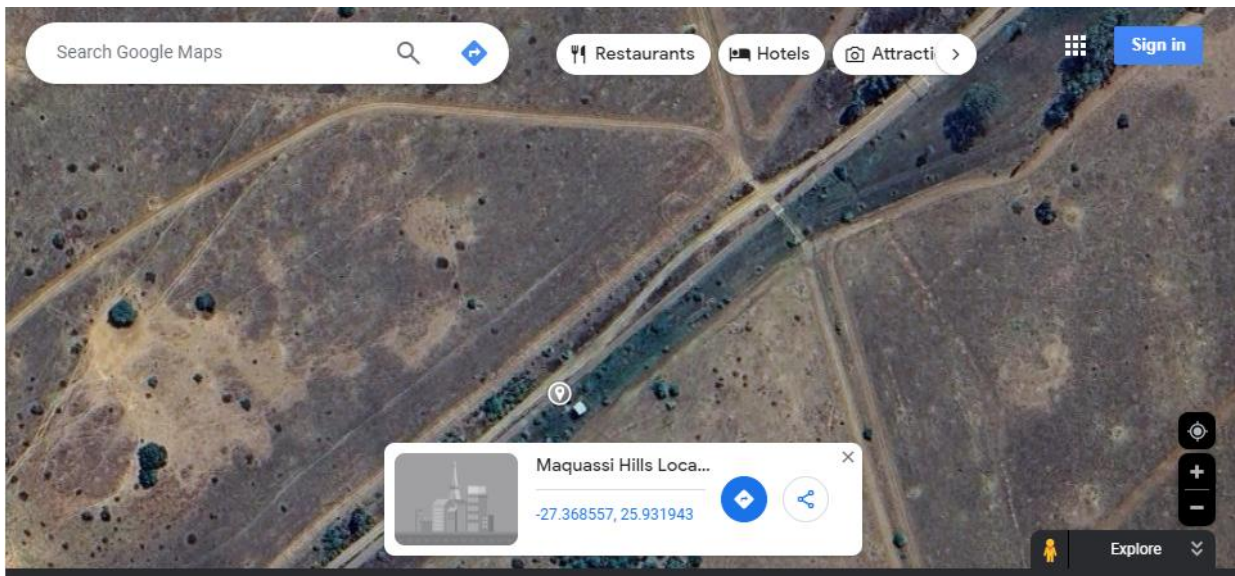 Search Google Maps
Restaurants
Hotels
Attracti
Sign in
Maquassi Hills Loca...
-27.368557, 25.931943
Explore